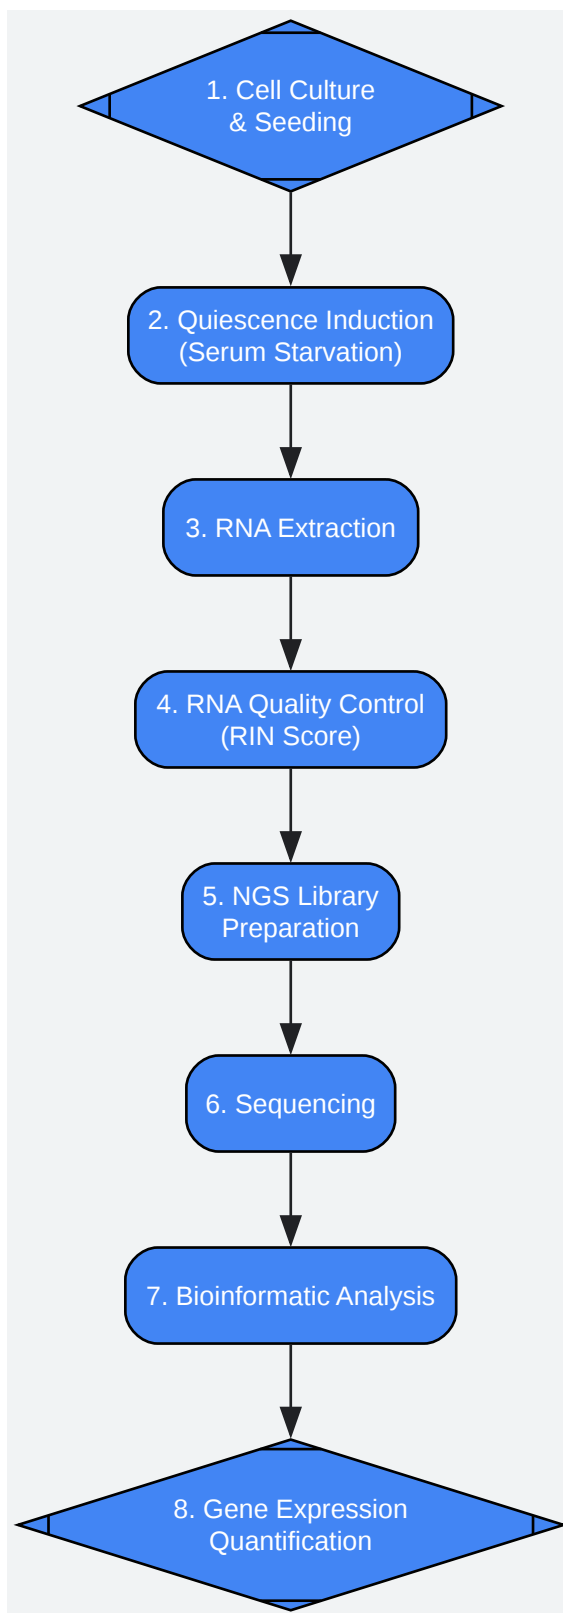 1. Cell Culture
& Seeding
2. Quiescence Induction
(Serum Starvation)
3. RNA Extraction
4. RNA Quality Control
(RIN Score)
5. NGS Library
Preparation
6. Sequencing
7. Bioinformatic Analysis
8. Gene Expression
Quantification